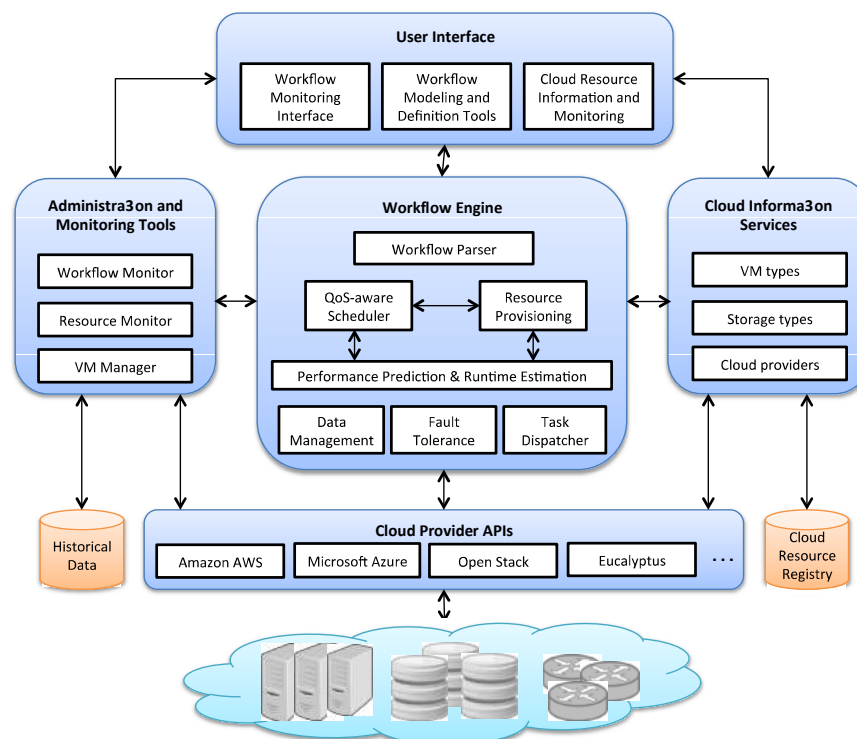 User Interface
Workflow
Monitoring
Interface
Workflow
Modeling and
Definition Tools
Cloud Resource
Information and
Monitoring
Administra3on and
Monitoring Tools
Workflow Monitor
Resource Monitor
VM Manager
Workflow Engine
Workflow Parser
QoS-aware
Scheduler
Resource
Provisioning
Performance Prediction & Runtime Estimation
Data
Management
Fault
Tolerance
Task
Dispatcher
Cloud Informa3on
Services
VM types
Storage types
Cloud providers
Historical
Data
Cloud Provider APIs
Amazon AWS
Microsoft Azure
Open Stack
Eucalyptus
...
Cloud
Resource
Registry